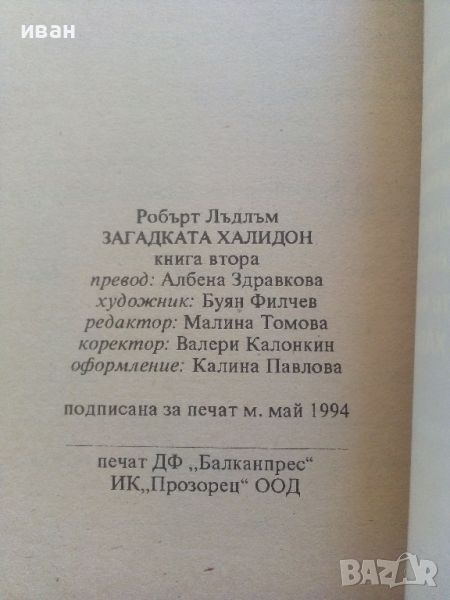 иван
Робърт Лъдлъм
ЗАГАДКАТА ХАЛИДОН
книга втора
превод: Албена Здравкова
художник: Буян Филчев
редактор: Малина Томова
коректор: Валери Калонкин
оформление: Калина Павлова
подписана за печат м. май 1994
печат ДФ „Балканпрес“
ИК„Прозорец“ ООД
BAZAR